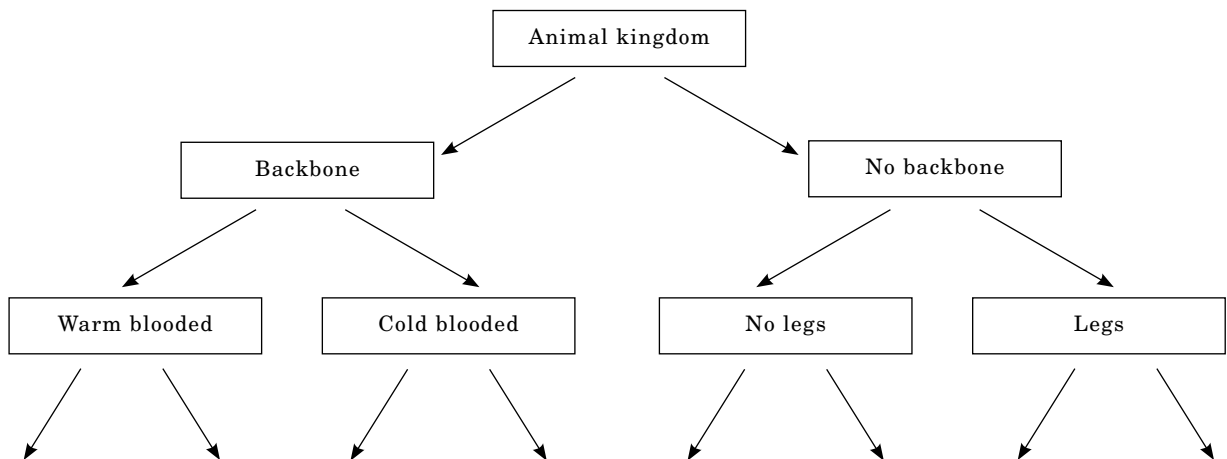 Animal kingdom
Backbone
No backbone
Warm blooded
Cold blooded
No legs
Legs